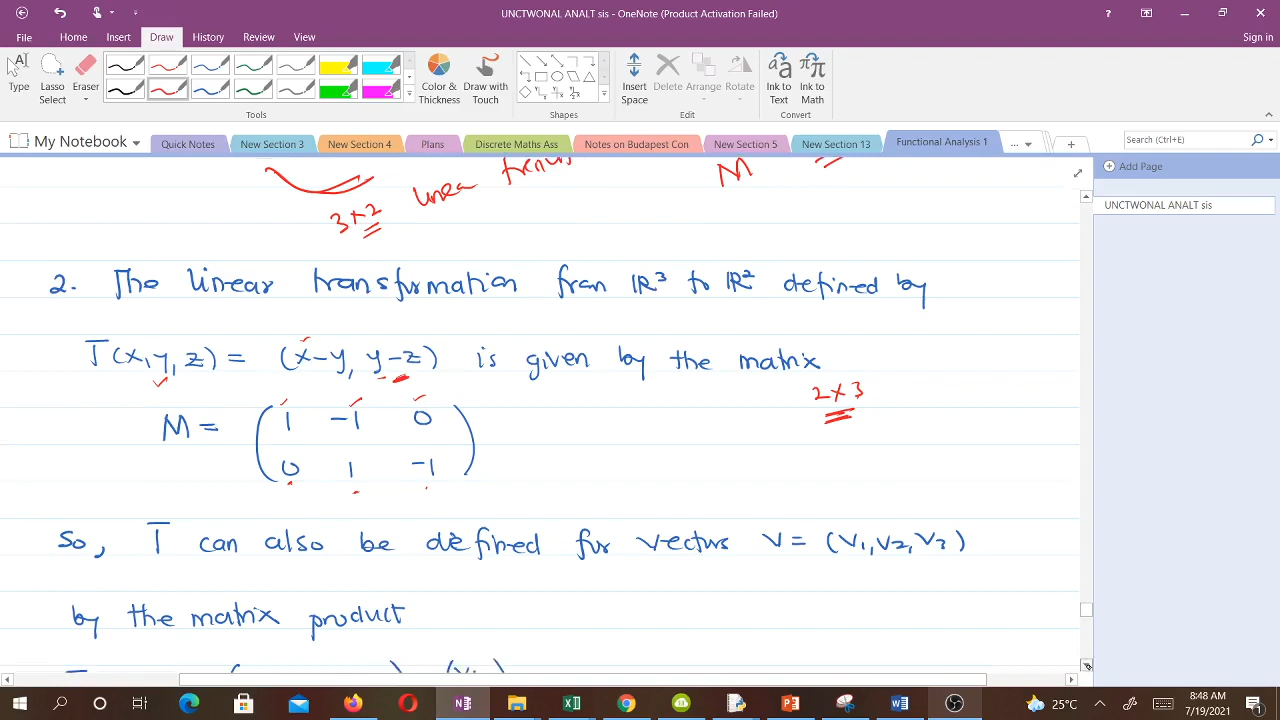 UNCTWONAL ANALT sis - OneNote (Product Activation Failed)
File Home Insert Draw History Review View Sign in
Type Lasso Select Eraser Color & Thickness Draw with Touch Insert Space Delete Arrange Rotate Ink to Text Ink to Math
Tools Shapes Edit Convert
My Notebook Quick Notes New Section 3 New Section 4 Plans Discrete Maths Ass Notes on Budapest Con New Section 5 New Section 13 Functional Analysis 1 ... Search (Ctrl+E)
Add Page
UNCTWONAL ANALT sis
3×2 linear trans M
2. The linear transformation from ℝ³ to ℝ² defined by
T(x,y,z) = (x-y, y-z) is given by the matrix
2×3
M = ( 1 -1 0
0 1 -1 )
So, T can also be defined for vectors v = (v₁,v₂,v₃)
by the matrix product
25°C 8:48 AM
7/19/2021